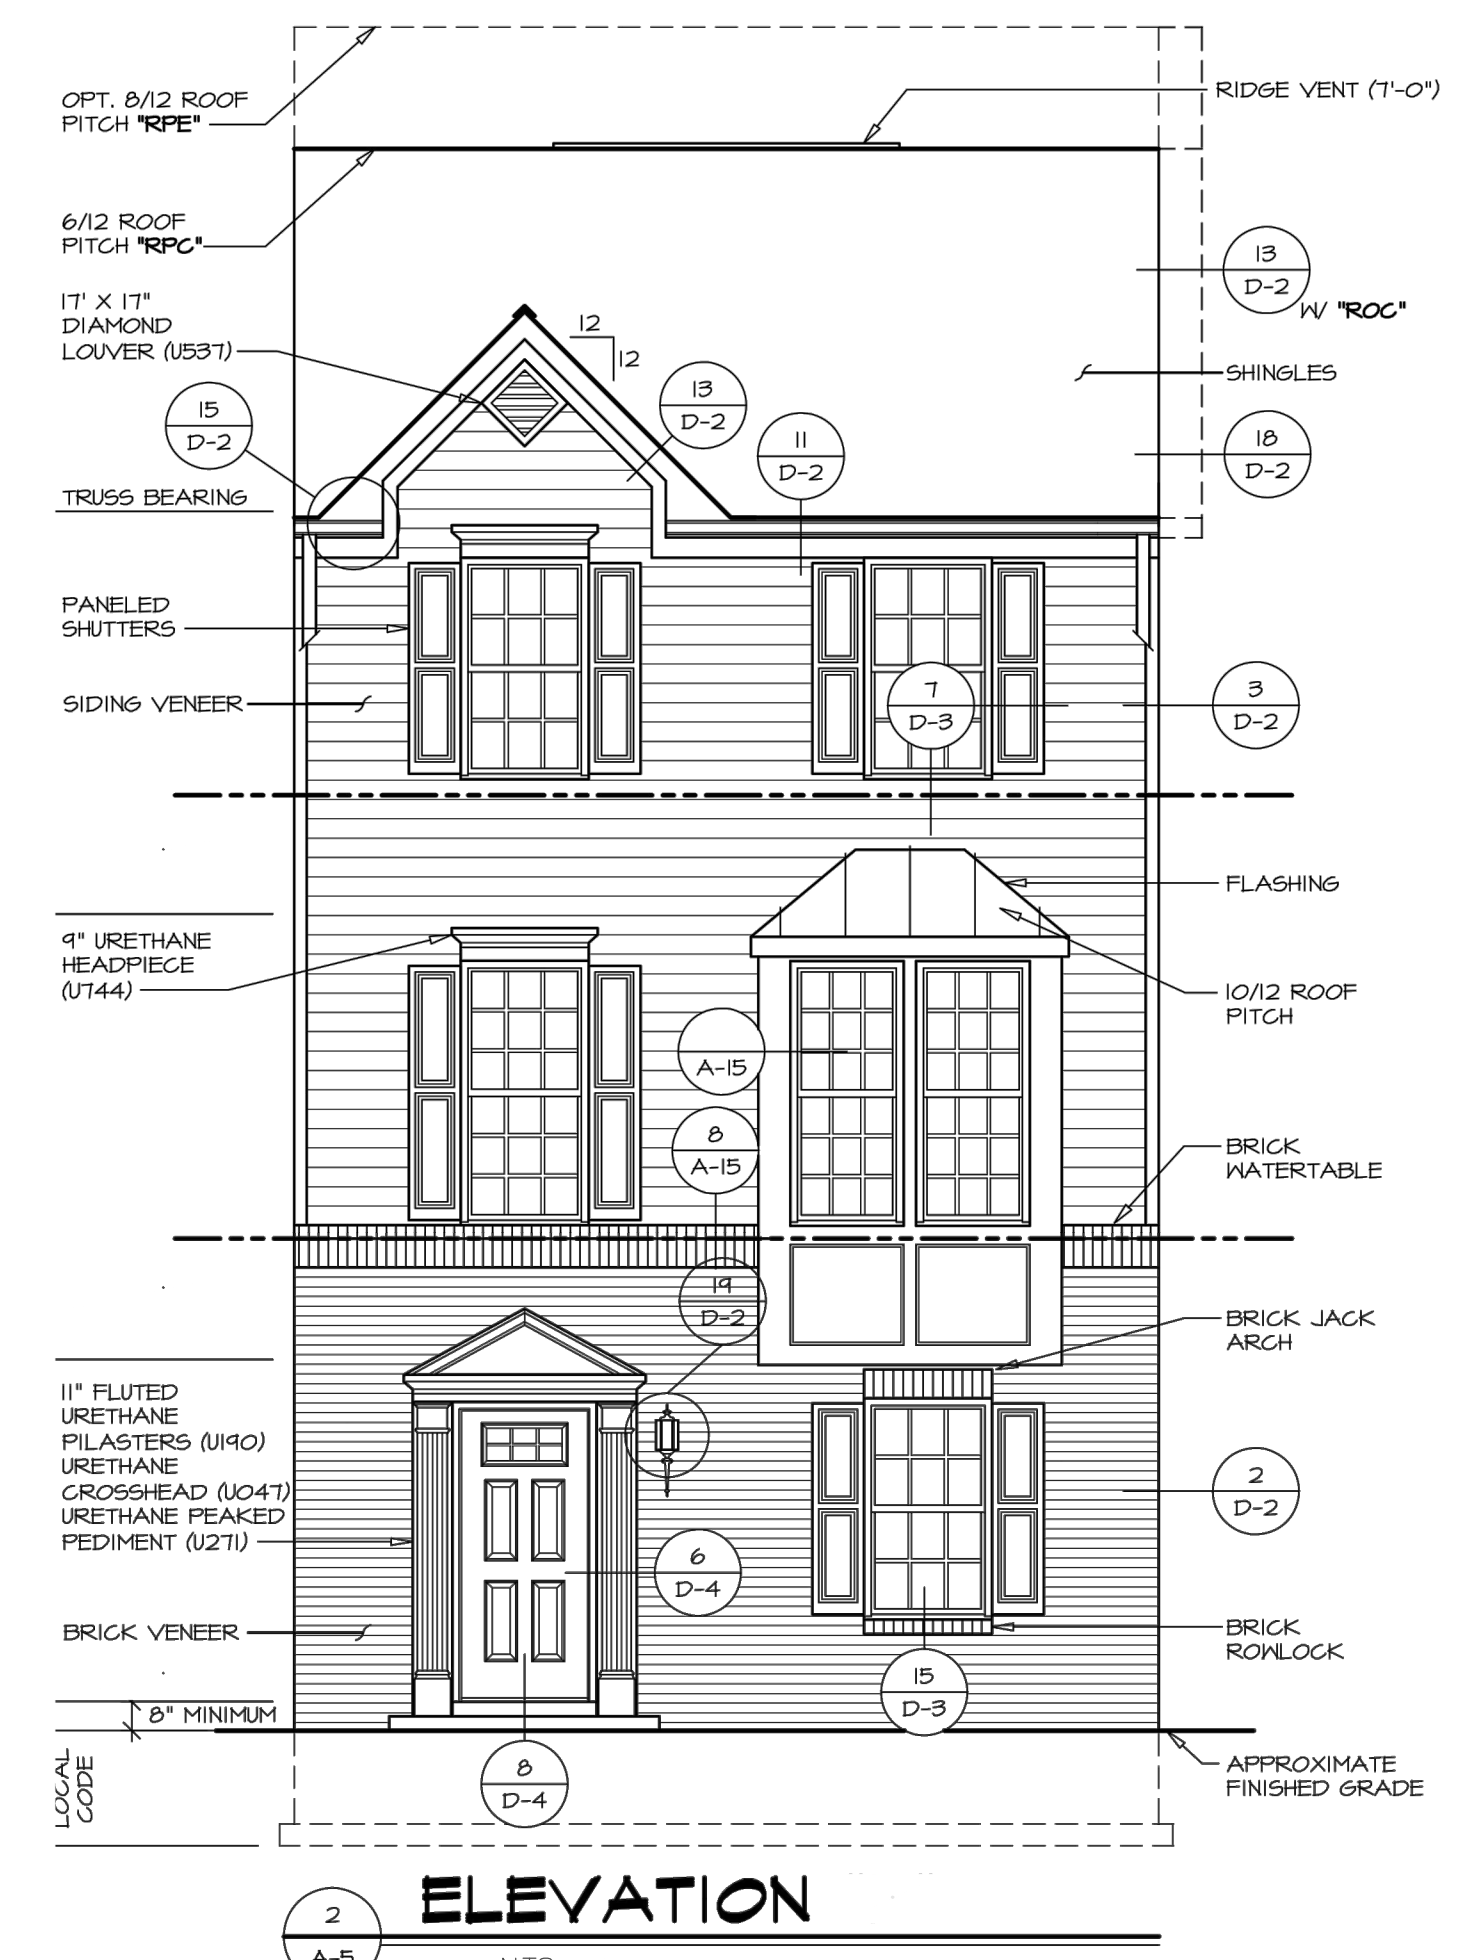 OPT. 8/12 ROOF
PITCH "RPE"
RIDGE VENT (7'-0")
6/12 ROOF
PITCH "RPC"
13
D-2
W/ "ROC"
17' X 17"
DIAMOND
LOUVER (U537)
12
12
SHINGLES
15
D-2
13
D-2
11
D-2
18
D-2
TRUSS BEARING
PANELED
SHUTTERS
SIDING VENEER
7
D-3
3
D-2
FLASHING
9" URETHANE
HEADPIECE
(U744)
10/12 ROOF
PITCH
A-15
8
A-15
BRICK
WATERTABLE
19
D-2
BRICK JACK
ARCH
11" FLUTED
URETHANE
PILASTERS (U190)
URETHANE
CROSSHEAD (U047)
URETHANE PEAKED
PEDIMENT (U271)
2
D-2
6
D-4
BRICK VENEER
BRICK
ROWLOCK
15
D-3
8" MINIMUM
LOCAL
CODE
8
D-4
APPROXIMATE
FINISHED GRADE
ELEVATION
2
A-5